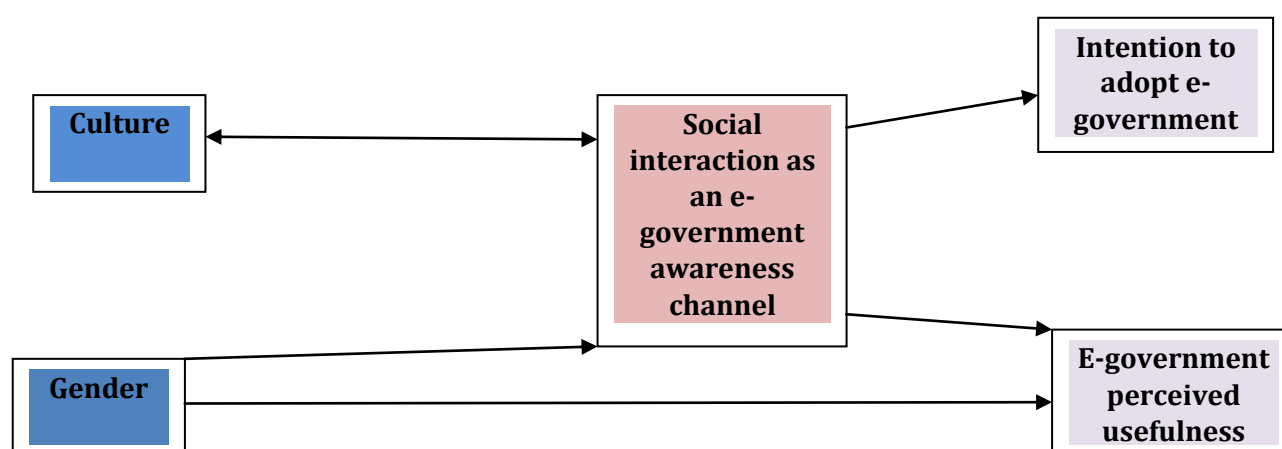 Culture
Social
interaction as
an e-
government
awareness
channel
Intention to
adopt e-
government
Gender
E-government
perceived
usefulness